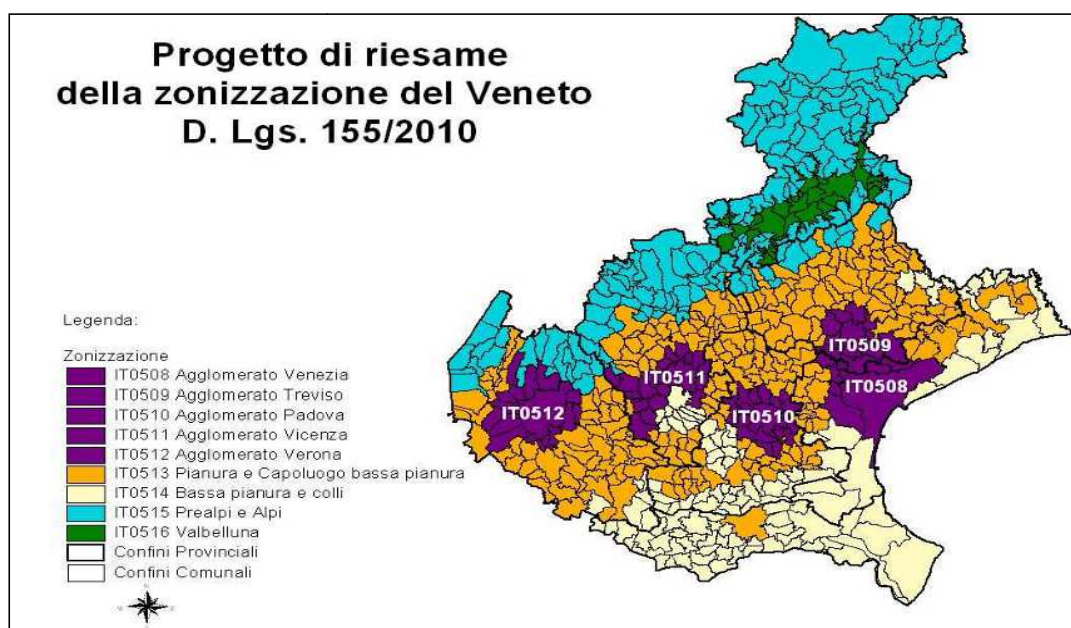 Progetto di riesame
della zonizzazione del Veneto
D. Lgs. 155/2010
Legenda:
Zonizzazione
IT0508 Agglomerato Venezia
IT0509 Agglomerato Treviso
IT0510 Agglomerato Padova
IT0511 Agglomerato Vicenza
IT0512 Agglomerato Verona
IT0513 Pianura e Capoluogo bassa pianura
IT0514 Bassa pianura e colli
IT0515 Prealpi e Alpi
IT0516 Valbelluna
Confini Provinciali
Confini Comunali
IT0509
IT0511
IT0508
IT0512
IT0510